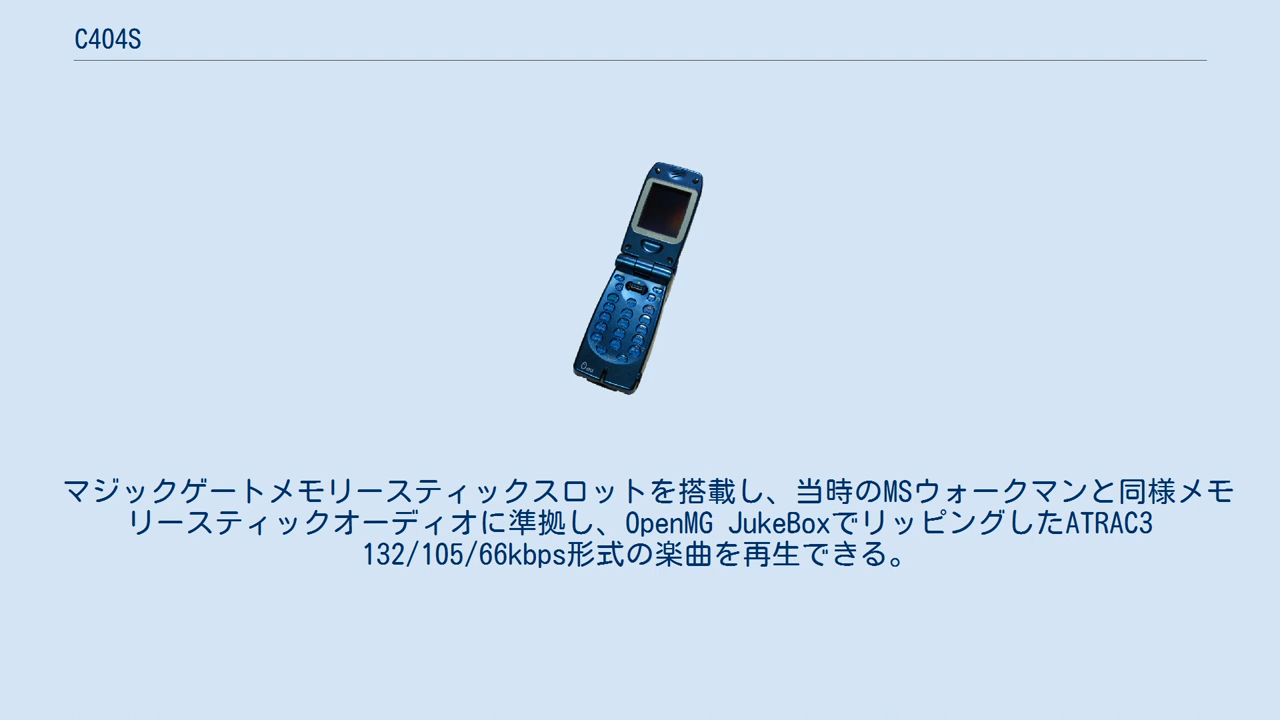 C404S
マジックゲートメモリースティックスロットを搭載し、当時のMSウォークマンと同様メモ
リースティックオーディオに準拠し、OpenMG JukeBoxでリッピングしたATRAC3
132/105/66kbps形式の楽曲を再生できる。